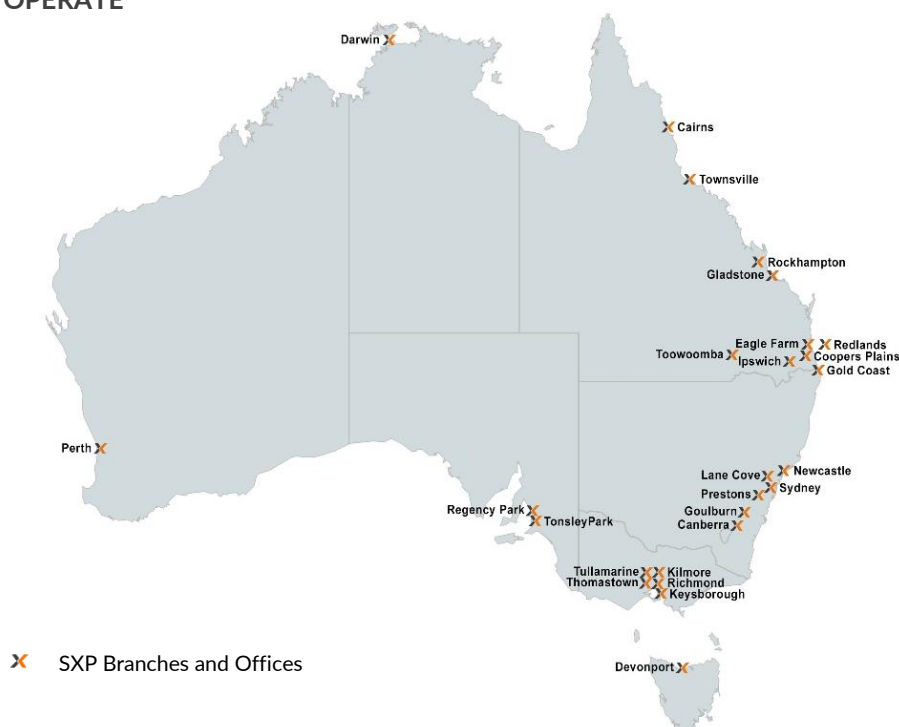 OPERATE
Darwin
Cairns
Townsville
Rockhampton
Gladstone
Eagle Farm
Redlands
Toowoomba
Coopers Plains
Ipswich
Gold Coast
Perth
Newcastle
Lane Cove
Sydney
Prestons
Regency Park
Goulburn
TonsleyPark
Canberra
Tullamarine
Kilmore
Thomastown
Richmond
Keysborough
Devonport
SXP Branches and Offices